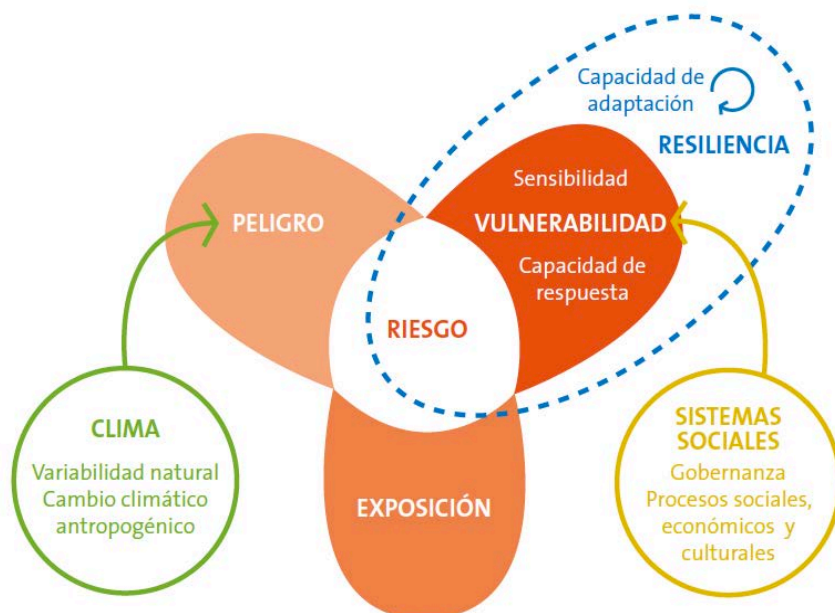 Capacidad de
adaptación
RESILIENCIA
Sensibilidad
PELIGRO
VULNERABILIDAD
Capacidad de
respuesta
RIESGO
CLIMA
Variabilidad natural
Cambio climático
antropogénico
EXPOSICIÓN
SISTEMAS
SOCIALES
Gobernanza
Procesos sociales,
económicos y
culturales